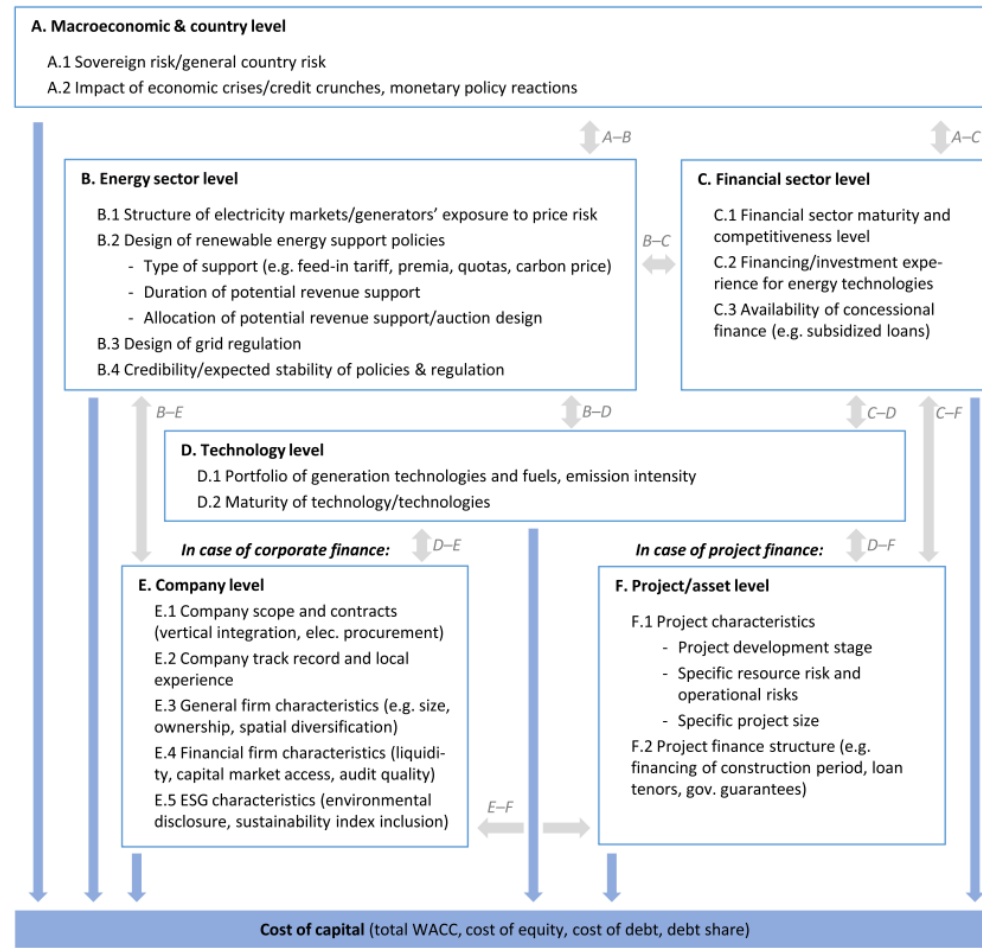 A. Macroeconomic & country level
A.1 Sovereign risk/general country risk
A.2 Impact of economic crises/credit crunches, monetary policy reactions
A–B
A–C
B. Energy sector level
B.1 Structure of electricity markets/generators’ exposure to price risk
B.2 Design of renewable energy support policies
- Type of support (e.g. feed-in tariff, premia, quotas, carbon price)
- Duration of potential revenue support
- Allocation of potential revenue support/auction design
B.3 Design of grid regulation
B.4 Credibility/expected stability of policies & regulation
B–C
C. Financial sector level
C.1 Financial sector maturity and
competitiveness level
C.2 Financing/investment expe-
rience for energy technologies
C.3 Availability of concessional
finance (e.g. subsidized loans)
B–E
B–D
C–D
C–F
D. Technology level
D.1 Portfolio of generation technologies and fuels, emission intensity
D.2 Maturity of technology/technologies
In case of corporate finance:
D–E
In case of project finance:
D–F
E. Company level
E.1 Company scope and contracts
(vertical integration, elec. procurement)
E.2 Company track record and local
experience
E.3 General firm characteristics (e.g. size,
ownership, spatial diversification)
E.4 Financial firm characteristics (liquidi-
ty, capital market access, audit quality)
E.5 ESG characteristics (environmental
disclosure, sustainability index inclusion)
E–F
F. Project/asset level
F.1 Project characteristics
- Project development stage
- Specific resource risk and
operational risks
- Specific project size
F.2 Project finance structure (e.g.
financing of construction period, loan
tenors, gov. guarantees)
Cost of capital (total WACC, cost of equity, cost of debt, debt share)